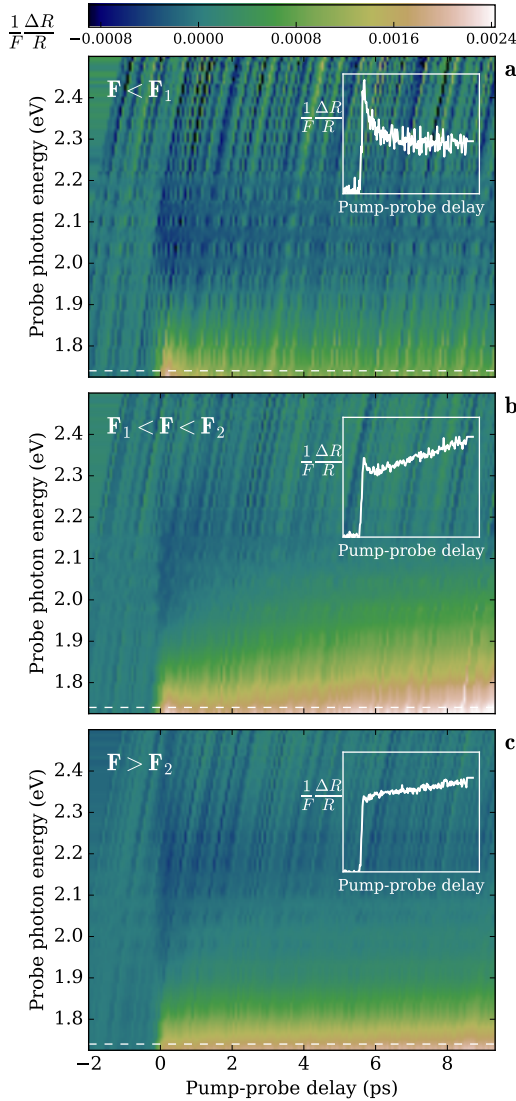 1/F ΔR/R
−0.0008 0.0000 0.0008 0.0016 0.0024
a
F < F₁
1/F ΔR/R
Pump-probe delay
Probe photon energy (eV)
2.4
2.3
2.2
2.1
2.0
1.9
1.8
b
F₁ < F < F₂
1/F ΔR/R
Pump-probe delay
Probe photon energy (eV)
2.4
2.3
2.2
2.1
2.0
1.9
1.8
c
F > F₂
1/F ΔR/R
Pump-probe delay
Probe photon energy (eV)
2.4
2.3
2.2
2.1
2.0
1.9
1.8
−2 0 2 4 6 8
Pump-probe delay (ps)